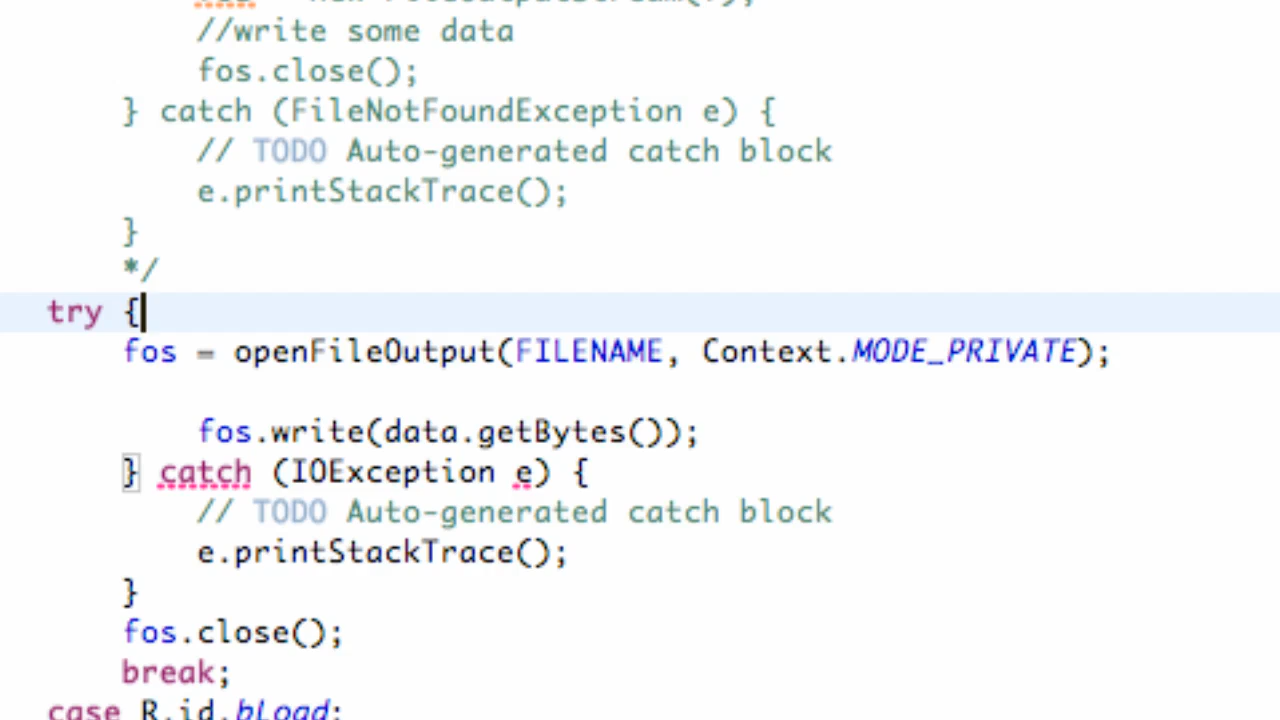 //write some data
fos.close();
} catch (FileNotFoundException e) {
// TODO Auto-generated catch block
e.printStackTrace();
}
*/
try {
fos = openFileOutput(FILENAME, Context.MODE_PRIVATE);
fos.write(data.getBytes());
} catch (IOException e) {
// TODO Auto-generated catch block
e.printStackTrace();
}
fos.close();
break;
case R.id.bLoad: